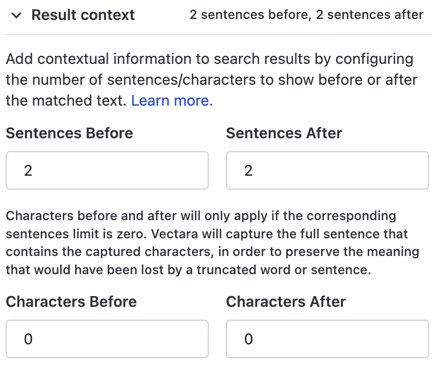 Result context 2 sentences before, 2 sentences after
Add contextual information to search results by configuring
the number of sentences/characters to show before or after
the matched text. Learn more.
Sentences Before Sentences After
2 2
Characters before and after will only apply if the corresponding
sentences limit is zero. Vectara will capture the full sentence that
contains the captured characters, in order to preserve the meaning
that would have been lost by a truncated word or sentence.
Characters Before Characters After
0 0